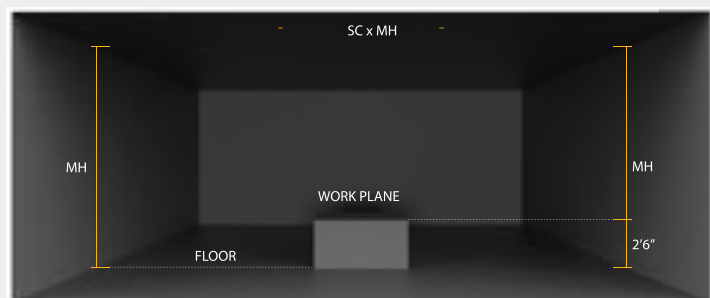 SC x MH
MH
MH
WORK PLANE
2'6”
FLOOR